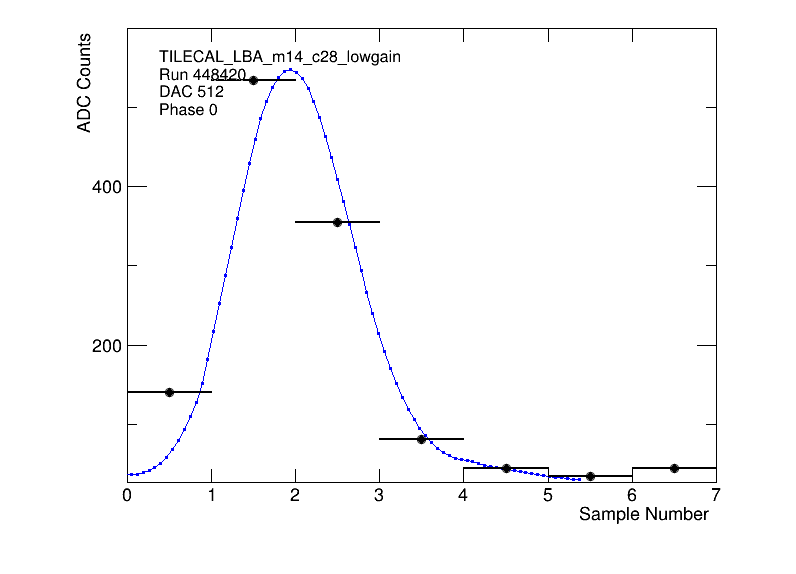 ADC Counts
TILECAL_LBA_m14_c28_lowgain
Run 448420
DAC 512
Phase 0
400
200
0 1 2 3 4 5 6 7
Sample Number